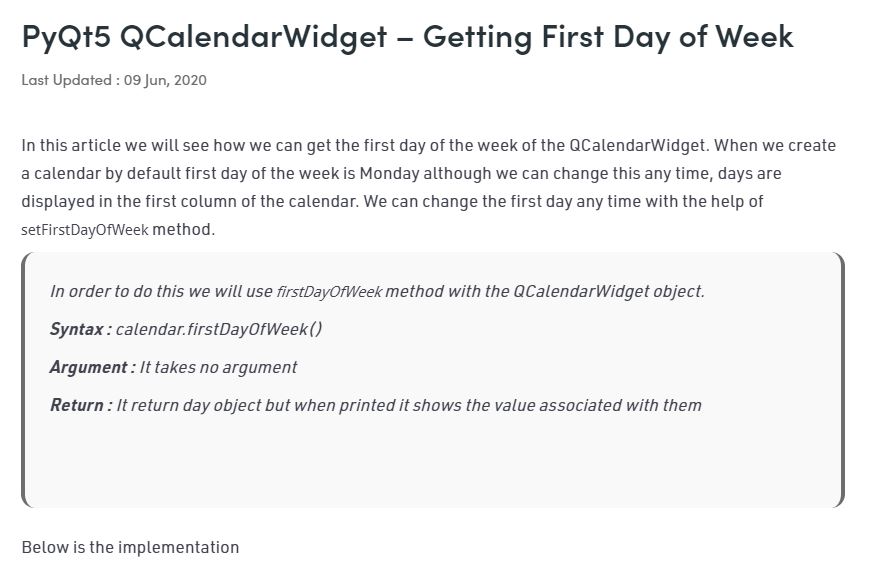 PyQt5 QCalendarWidget – Getting First Day of Week
Last Updated : 09 Jun, 2020
In this article we will see how we can get the first day of the week of the QCalendarWidget. When we create
a calendar by default first day of the week is Monday although we can change this any time, days are
displayed in the first column of the calendar. We can change the first day any time with the help of
setFirstDayOfWeek method.
In order to do this we will use firstDayOfWeek method with the QCalendarWidget object.
Syntax : calendar.firstDayOfWeek()
Argument : It takes no argument
Return : It return day object but when printed it shows the value associated with them
Below is the implementation